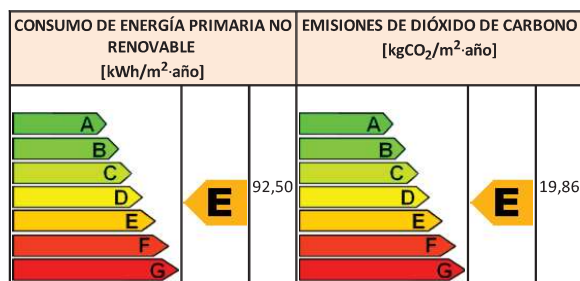 CONSUMO DE ENERGÍA PRIMARIA NO
RENOVABLE
[kWh/m²·año]
A
B
C
D
E
F
G
E
92,50
EMISIONES DE DIÓXIDO DE CARBONO
[kgCO₂/m²·año]
A
B
C
D
E
F
G
E
19,86